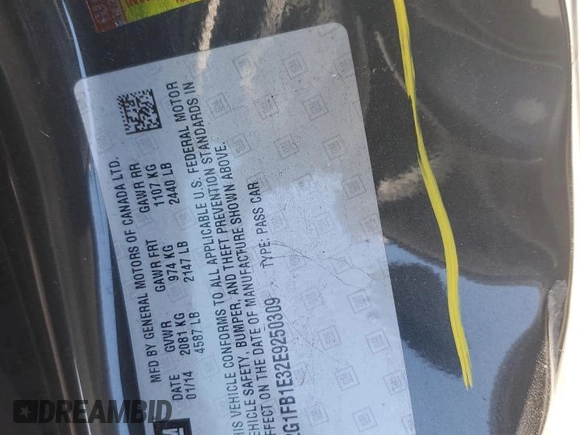 MFD BY GENERAL MOTORS OF CANADA LTD.
DATE GVWR GAWR FRT GAWR RR
01/14 2081 KG 974 KG 1107 KG
4587 LB 2147 LB 2440 LB
THIS VEHICLE CONFORMS TO ALL APPLICABLE U.S. FEDERAL MOTOR
VEHICLE SAFETY, BUMPER, AND THEFT PREVENTION STANDARDS IN
EFFECT ON THE DATE OF MANUFACTURE SHOWN ABOVE.
2G1FB1E32E9250309 TYPE: PASS CAR
DREAMBID